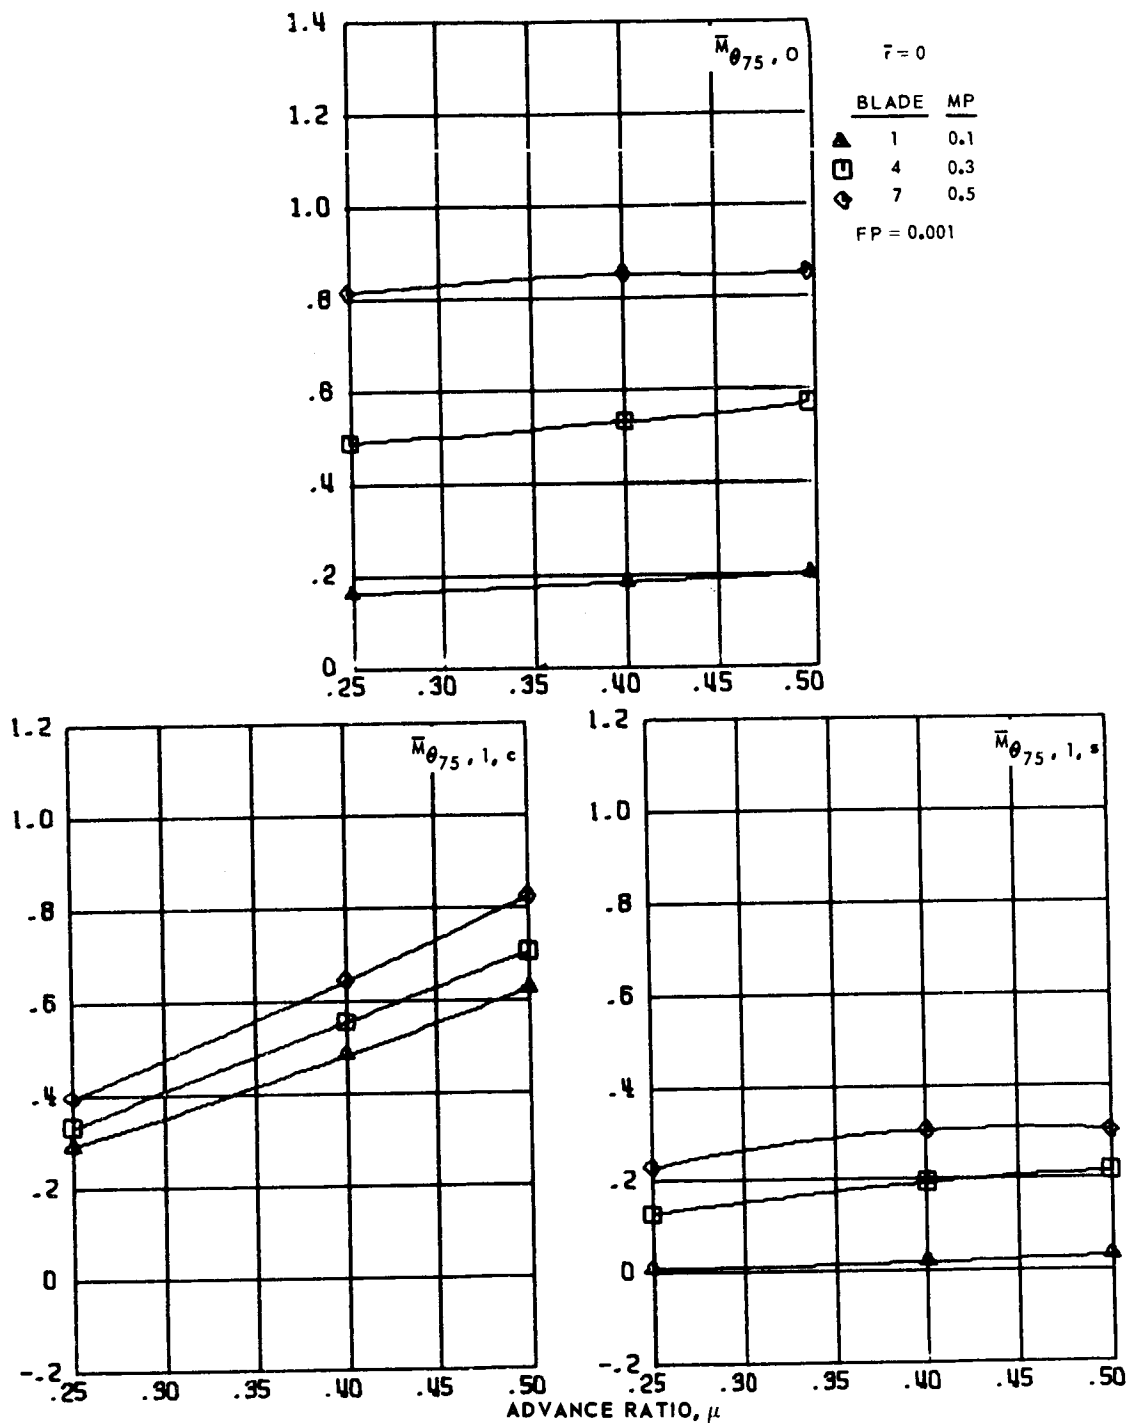 1.4
1.2
1.0
.8
.6
.4
.2
0
.25 .30 .35 .40 .45 .50
M̅θ75, 0
r̅ = 0
BLADE MP
1 0.1
4 0.3
7 0.5
FP = 0.001
1.2
1.0
.8
.6
.4
.2
0
-.2
.25 .30 .35 .40 .45 .50
M̅θ75, 1, c
1.2
1.0
.8
.6
.4
.2
0
-.2
.25 .30 .35 .40 .45 .50
M̅θ75, 1, s
ADVANCE RATIO, μ